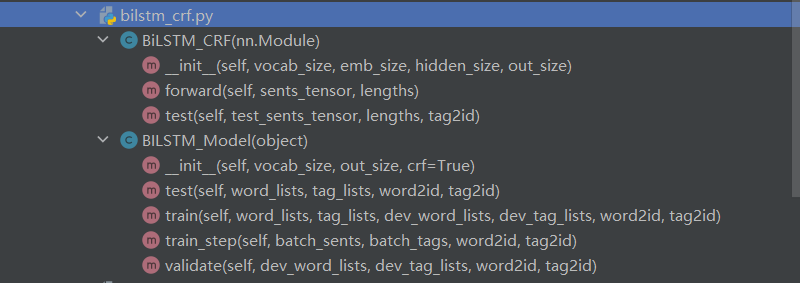 bilstm_crf.py
C BiLSTM_CRF(nn.Module)
m __init__(self, vocab_size, emb_size, hidden_size, out_size)
m forward(self, sents_tensor, lengths)
m test(self, test_sents_tensor, lengths, tag2id)
C BILSTM_Model(object)
m __init__(self, vocab_size, out_size, crf=True)
m test(self, word_lists, tag_lists, word2id, tag2id)
m train(self, word_lists, tag_lists, dev_word_lists, dev_tag_lists, word2id, tag2id)
m train_step(self, batch_sents, batch_tags, word2id, tag2id)
m validate(self, dev_word_lists, dev_tag_lists, word2id, tag2id)